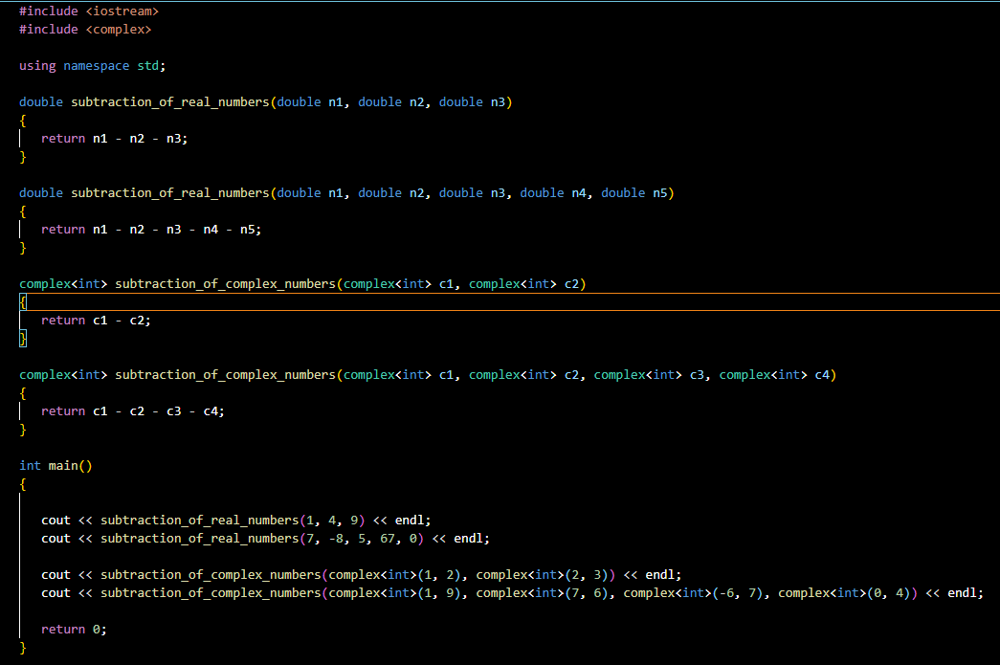 #include <iostream>
#include <complex>
using namespace std;
double subtraction_of_real_numbers(double n1, double n2, double n3)
{
return n1 - n2 - n3;
}
double subtraction_of_real_numbers(double n1, double n2, double n3, double n4, double n5)
{
return n1 - n2 - n3 - n4 - n5;
}
complex<int> subtraction_of_complex_numbers(complex<int> c1, complex<int> c2)
{
return c1 - c2;
}
complex<int> subtraction_of_complex_numbers(complex<int> c1, complex<int> c2, complex<int> c3, complex<int> c4)
{
return c1 - c2 - c3 - c4;
}
int main()
{
cout << subtraction_of_real_numbers(1, 4, 9) << endl;
cout << subtraction_of_real_numbers(7, -8, 5, 67, 0) << endl;
cout << subtraction_of_complex_numbers(complex<int>(1, 2), complex<int>(2, 3)) << endl;
cout << subtraction_of_complex_numbers(complex<int>(1, 9), complex<int>(7, 6), complex<int>(-6, 7), complex<int>(0, 4)) << endl;
return 0;
}